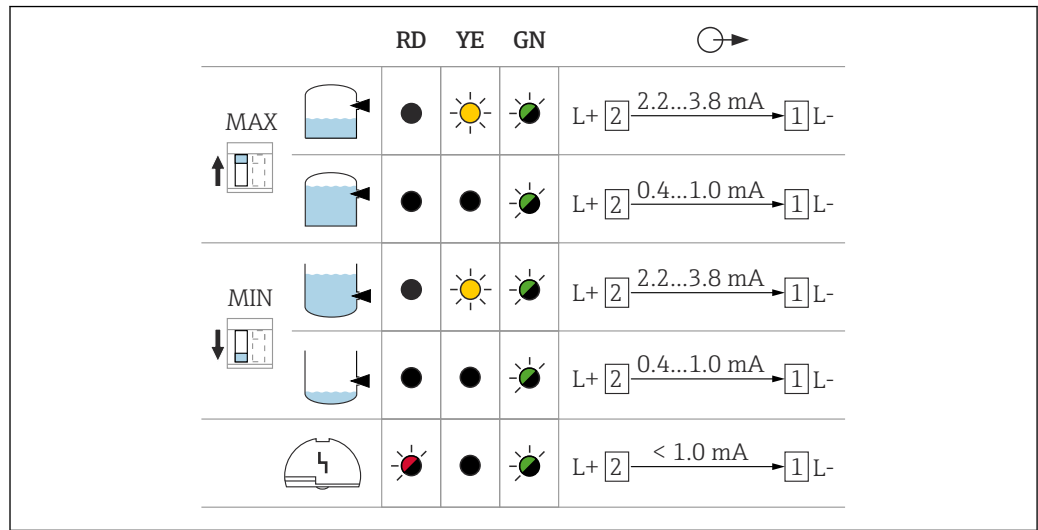 RD YE GN
MAX
L+ 2 2.2...3.8 mA 1 L-
L+ 2 0.4...1.0 mA 1 L-
MIN
L+ 2 2.2...3.8 mA 1 L-
L+ 2 0.4...1.0 mA 1 L-
L+ 2 < 1.0 mA 1 L-